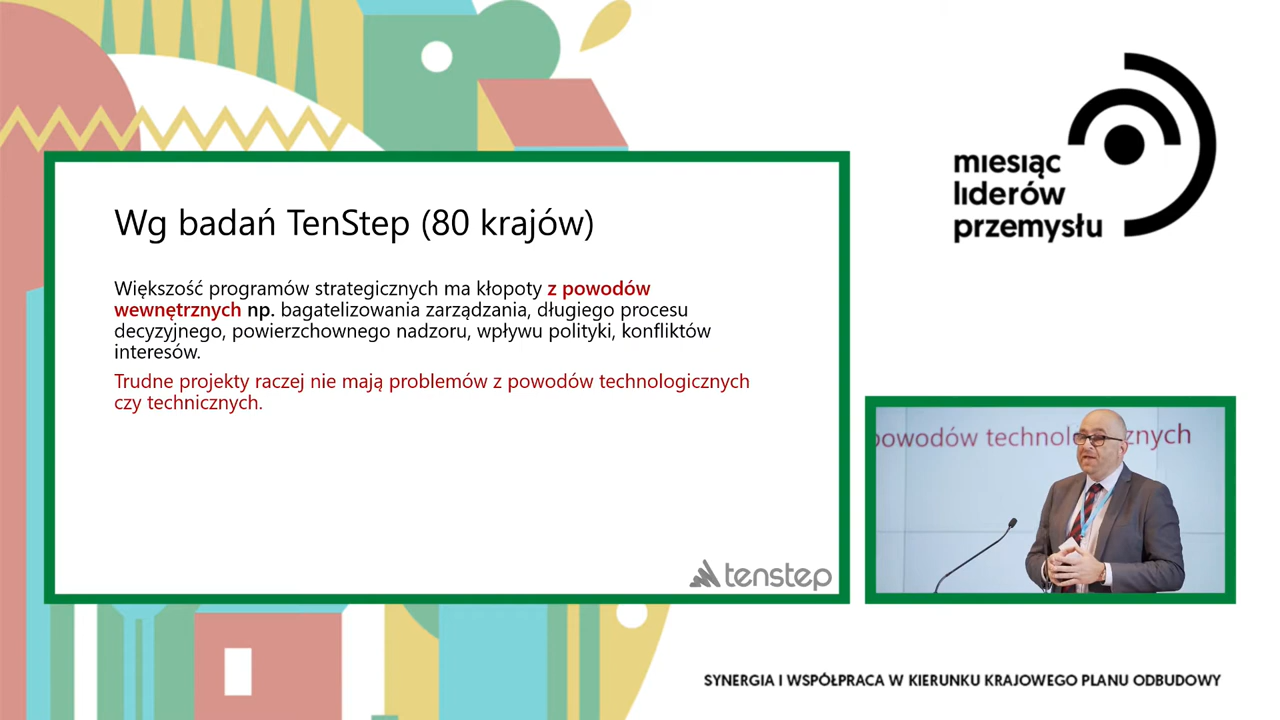 miesiąc
liderów
przemysłu
Wg badań TenStep (80 krajów)
Większość programów strategicznych ma kłopoty z powodów
wewnętrznych np. bagatelizowania zarządzania, długiego procesu
decyzyjnego, powierzchownego nadzoru, wpływu polityki, konfliktów
interesów.
Trudne projekty raczej nie mają problemów z powodów technologicznych
czy technicznych.
tenstep
powodów technologicznych
SYNERGIA I WSPÓŁPRACA W KIERUNKU KRAJOWEGO PLANU ODBUDOWY